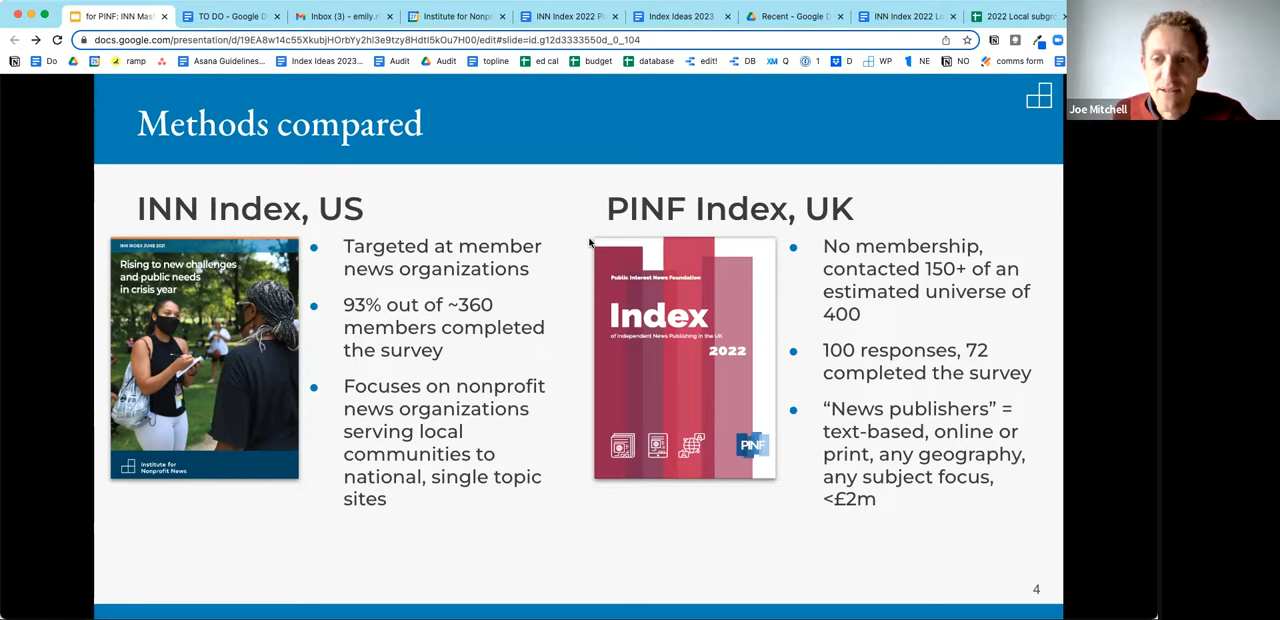 for PINF: INN Mas
TO DO - Google D
Inbox (3) - emily.r
Institute for Nonpr
INN Index 2022 Pl
Index Ideas 2023
Recent - Google D
INN Index 2022 Lo
2022 Local subgr
docs.google.com/presentation/d/19EA8w14c55XkubjHOrbYy2hl3e9tzy8Hdtl5kOu7H00/edit#slide=id.g12d3333550d_0_104
Do
ramp
Asana Guidelines...
Index Ideas 2023...
Audit
Audit
topline
ed cal
budget
database
edit!
DB
Q
1
D
WP
NE
NO
comms form
Joe Mitchell
Methods compared
INN Index, US
INN INDEX JUNE 2021
Rising to new challenges
and public needs
in crisis year
Institute for
Nonprofit News
Targeted at member
news organizations
93% out of ~360
members completed
the survey
Focuses on nonprofit
news organizations
serving local
communities to
national, single topic
sites
PINF Index, UK
Public Interest News Foundation
Index
of Independent News Publishing in the UK
2022
PINF
No membership,
contacted 150+ of an
estimated universe of
400
100 responses, 72
completed the survey
“News publishers” =
text-based, online or
print, any geography,
any subject focus,
<£2m
4